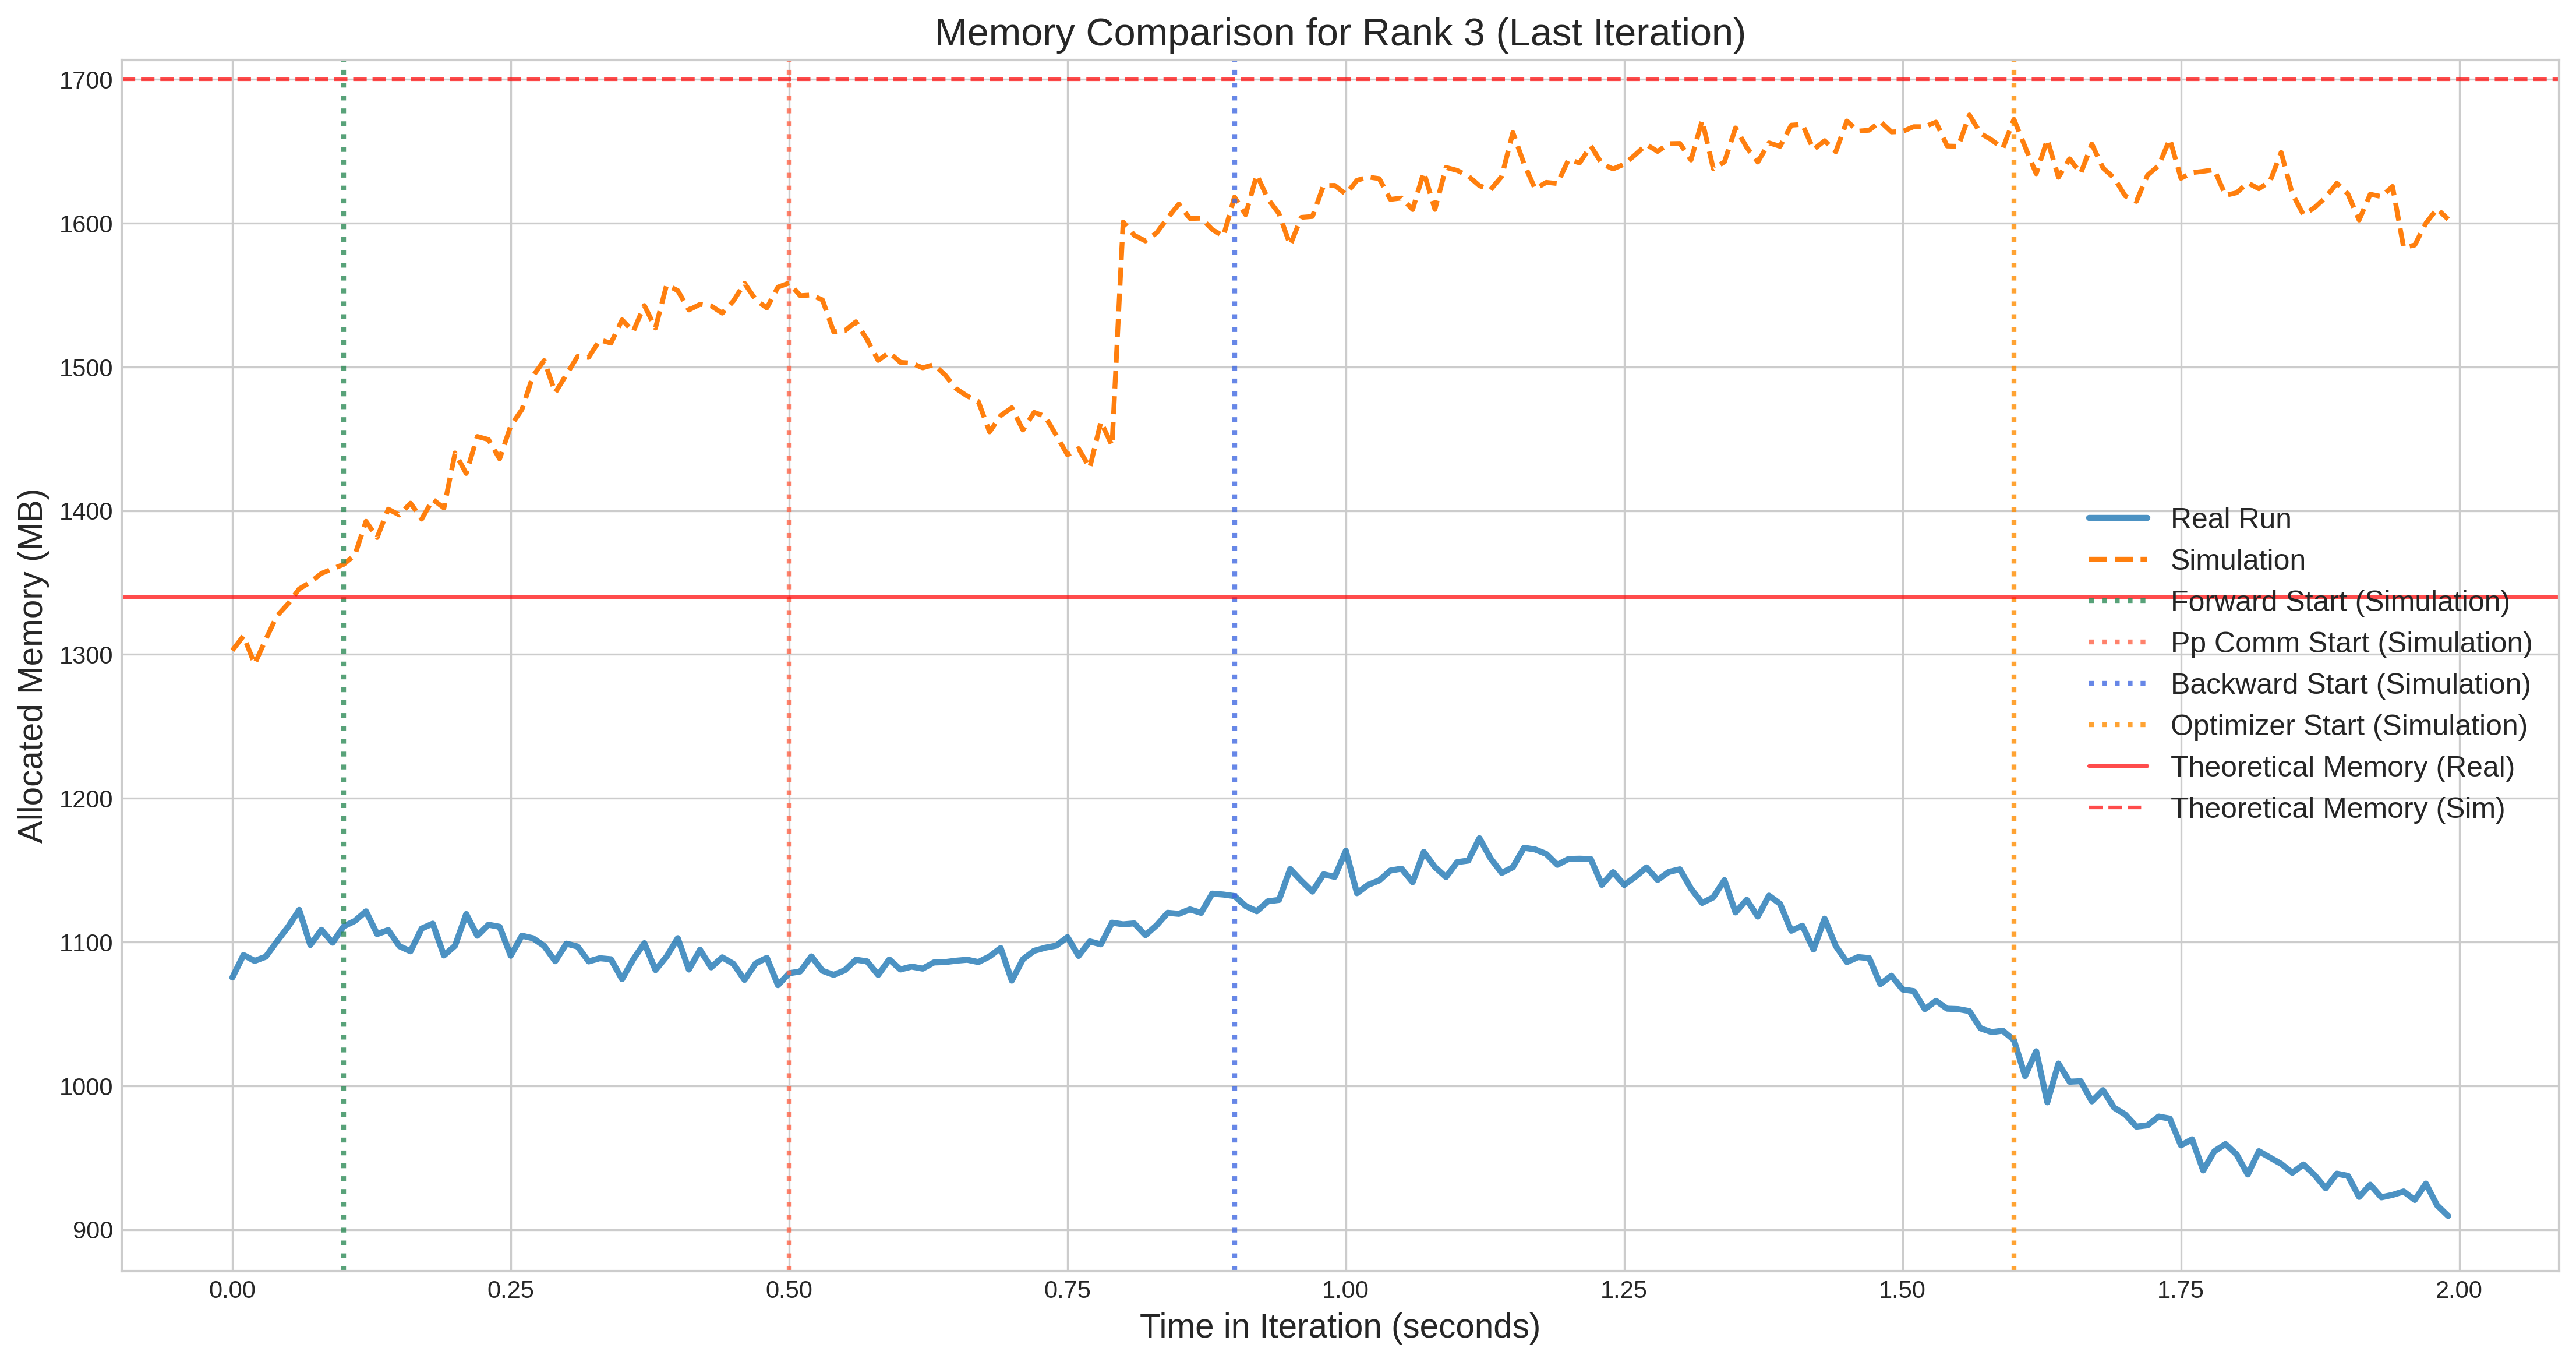 Memory Comparison for Rank 3 (Last Iteration)
Allocated Memory (MB)
1700
1600
1500
1400
1300
1200
1100
1000
900
Real Run
Simulation
Forward Start (Simulation)
Pp Comm Start (Simulation)
Backward Start (Simulation)
Optimizer Start (Simulation)
Theoretical Memory (Real)
Theoretical Memory (Sim)
0.00 0.25 0.50 0.75 1.00 1.25 1.50 1.75 2.00
Time in Iteration (seconds)